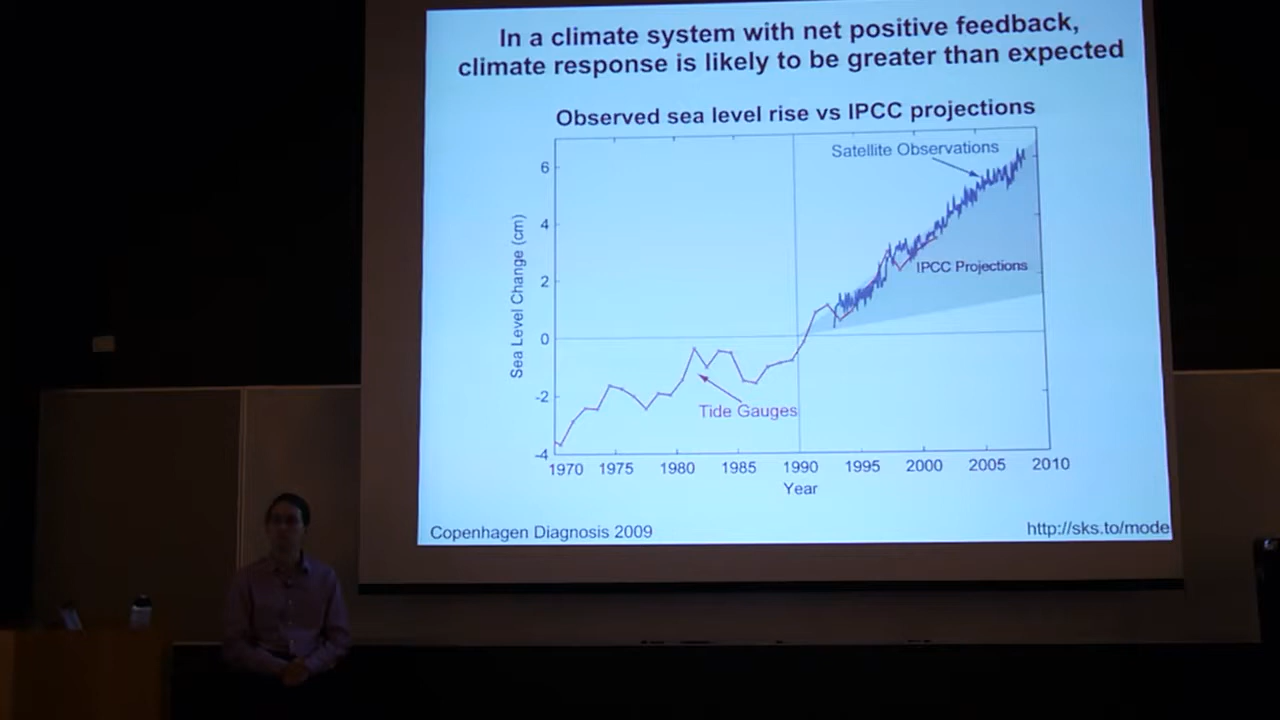 In a climate system with net positive feedback,
climate response is likely to be greater than expected
Observed sea level rise vs IPCC projections
Satellite Observations
6
4
2
0
-2
-4
Sea Level Change (cm)
IPCC Projections
Tide Gauges
1970 1975 1980 1985 1990 1995 2000 2005 2010
Year
Copenhagen Diagnosis 2009
http://sks.to/mode